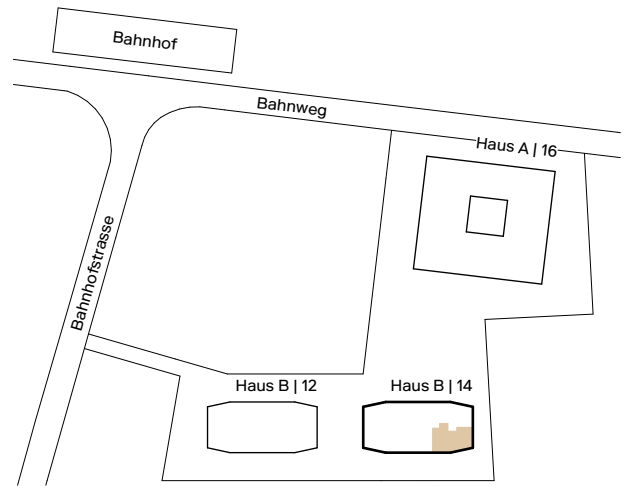 Bahnhof
Bahnweg
Haus A | 16
Bahnhofstrasse
Haus B | 12
Haus B | 14